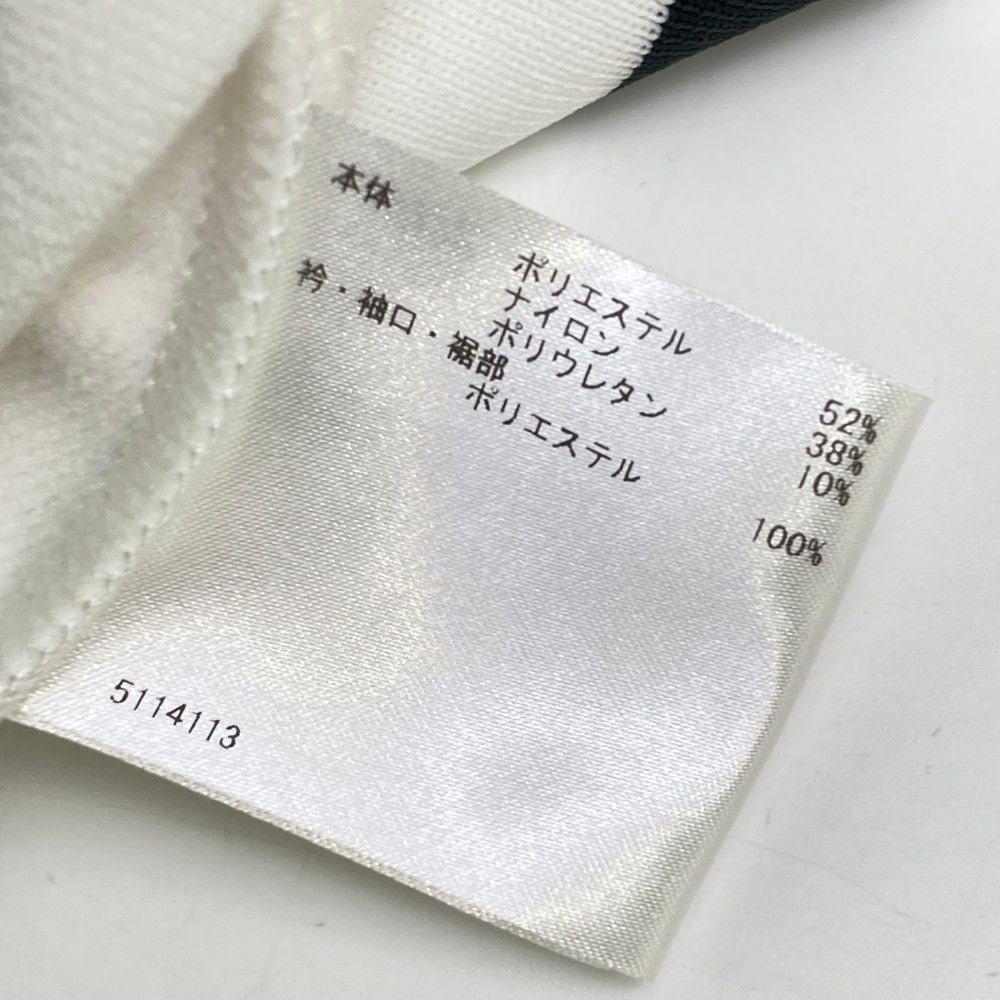 本体
ポリエステル 52%
ナイロン 38%
ポリウレタン 10%
衿・袖口・裾部
ポリエステル 100%
5114113